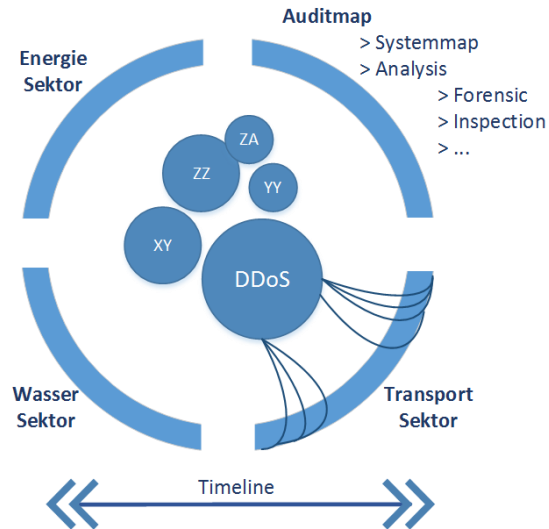 Auditmap
> Systemmap
> Analysis
> Forensic
> Inspection
> ...
Energie
Sektor
ZA
ZZ
YY
XY
DDoS
Wasser
Sektor
Transport
Sektor
Timeline